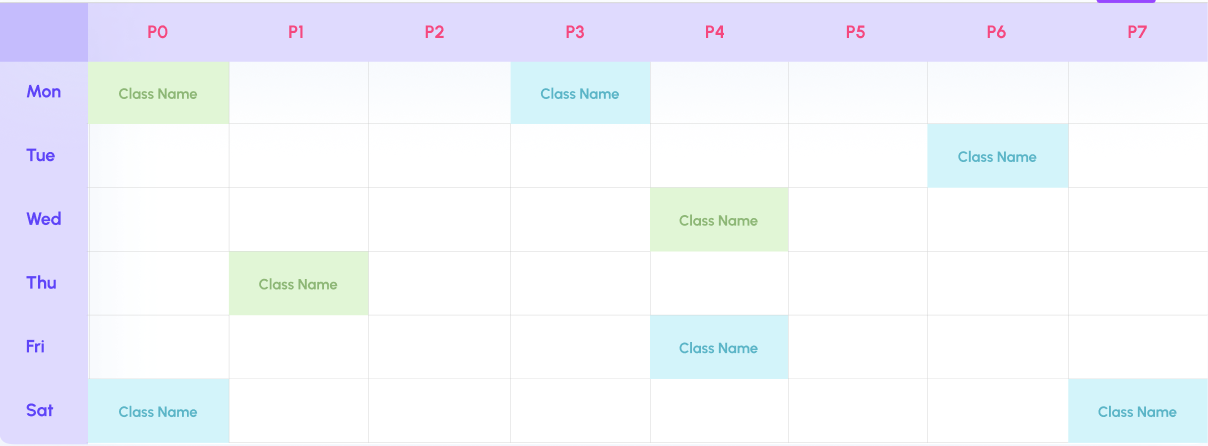 P0 P1 P2 P3 P4 P5 P6 P7
Mon Class Name Class Name
Tue Class Name
Wed Class Name
Thu Class Name
Fri Class Name
Sat Class Name Class Name